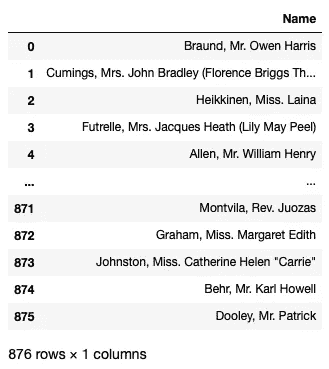 Name
0 Braund, Mr. Owen Harris
1 Cumings, Mrs. John Bradley (Florence Briggs Th...
2 Heikkinen, Miss. Laina
3 Futrelle, Mrs. Jacques Heath (Lily May Peel)
4 Allen, Mr. William Henry
... ...
871 Montvila, Rev. Juozas
872 Graham, Miss. Margaret Edith
873 Johnston, Miss. Catherine Helen "Carrie"
874 Behr, Mr. Karl Howell
875 Dooley, Mr. Patrick
876 rows × 1 columns